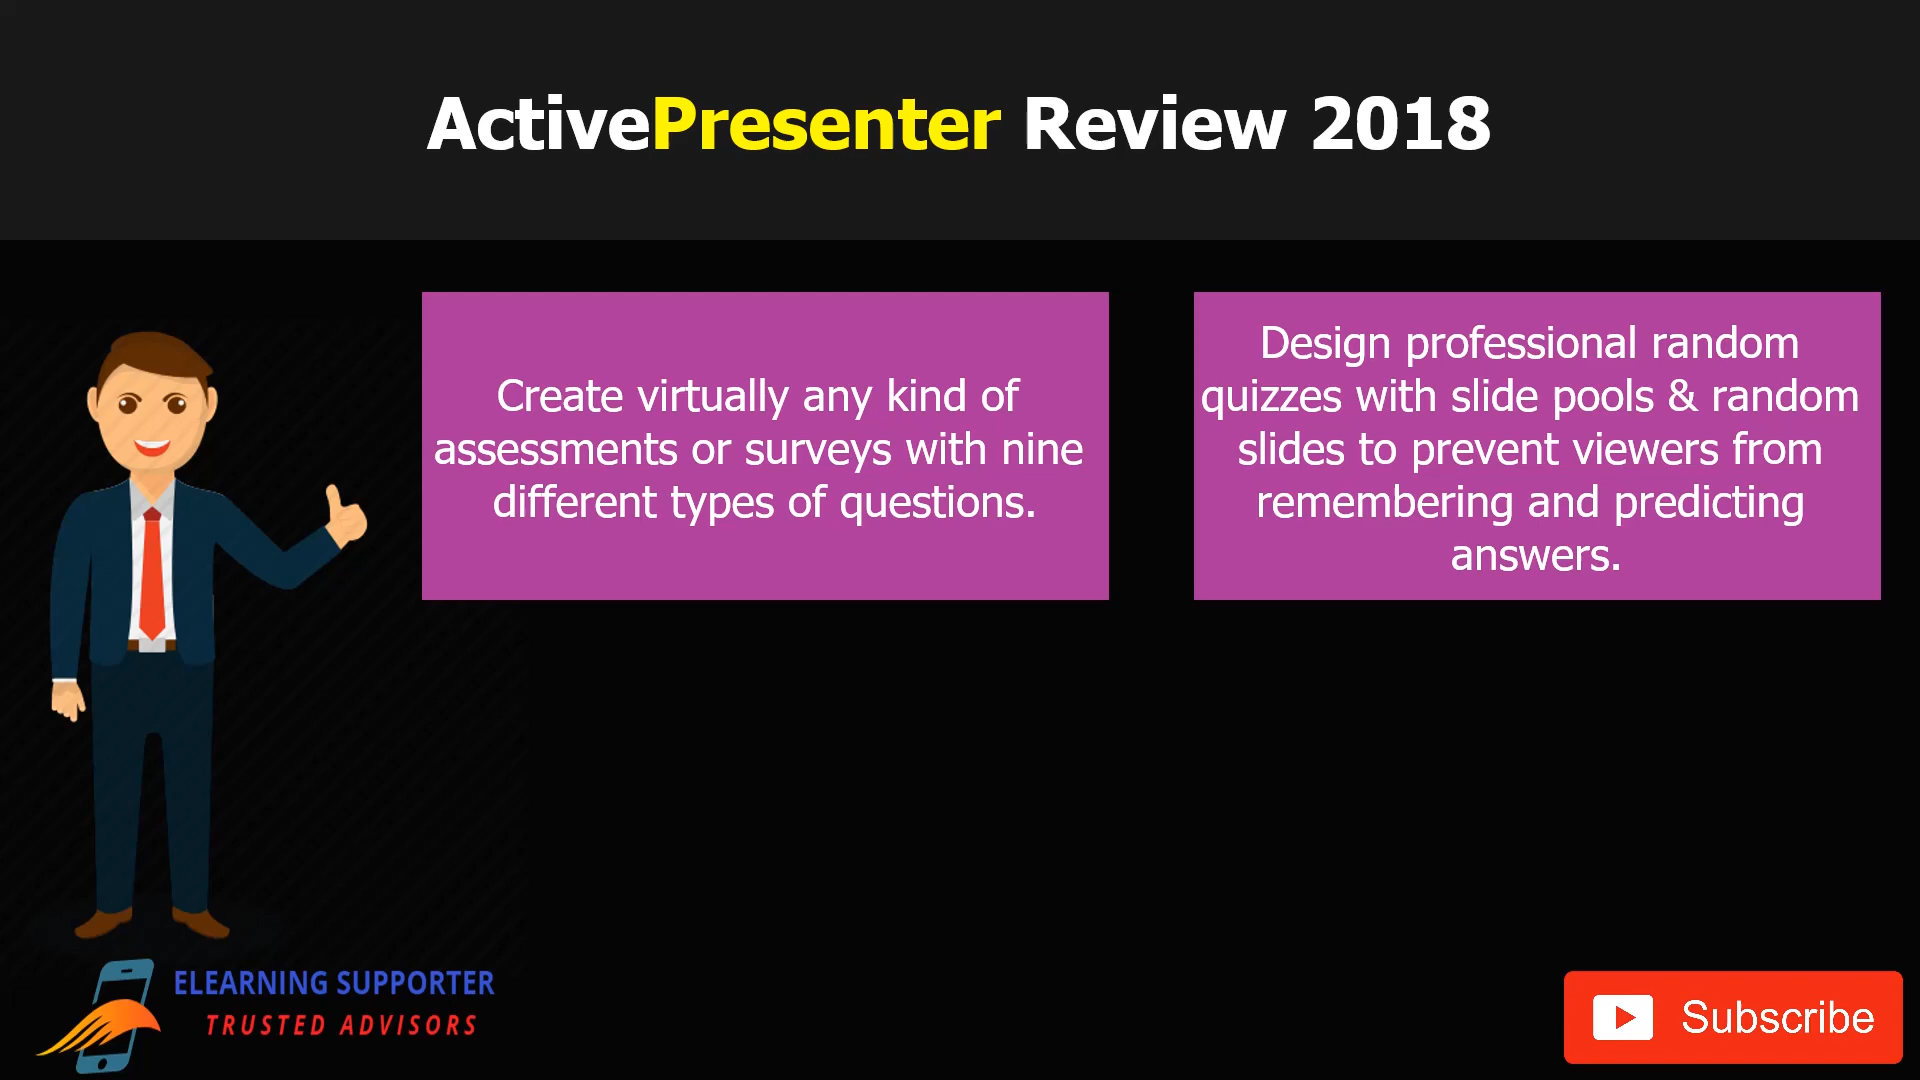 ActivePresenter Review 2018
Create virtually any kind of
assessments or surveys with nine
different types of questions.
Design professional random
quizzes with slide pools & random
slides to prevent viewers from
remembering and predicting
answers.
ELEARNING SUPPORTER
TRUSTED ADVISORS
Subscribe